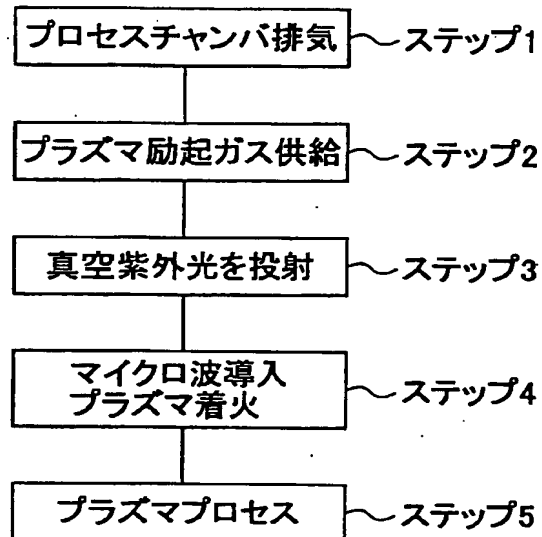 プロセスチャンバ排気 ステップ1
プラズマ励起ガス供給 ステップ2
真空紫外光を投射 ステップ3
マイクロ波導入
プラズマ着火 ステップ4
プラズマプロセス ステップ5